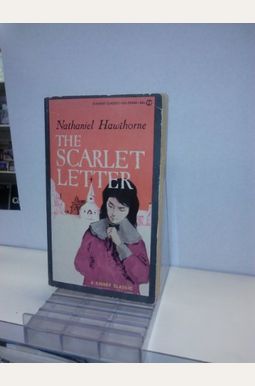 Nathaniel Hawthorne
THE
SCARLET
LETTER
A SIGNET CLASSIC